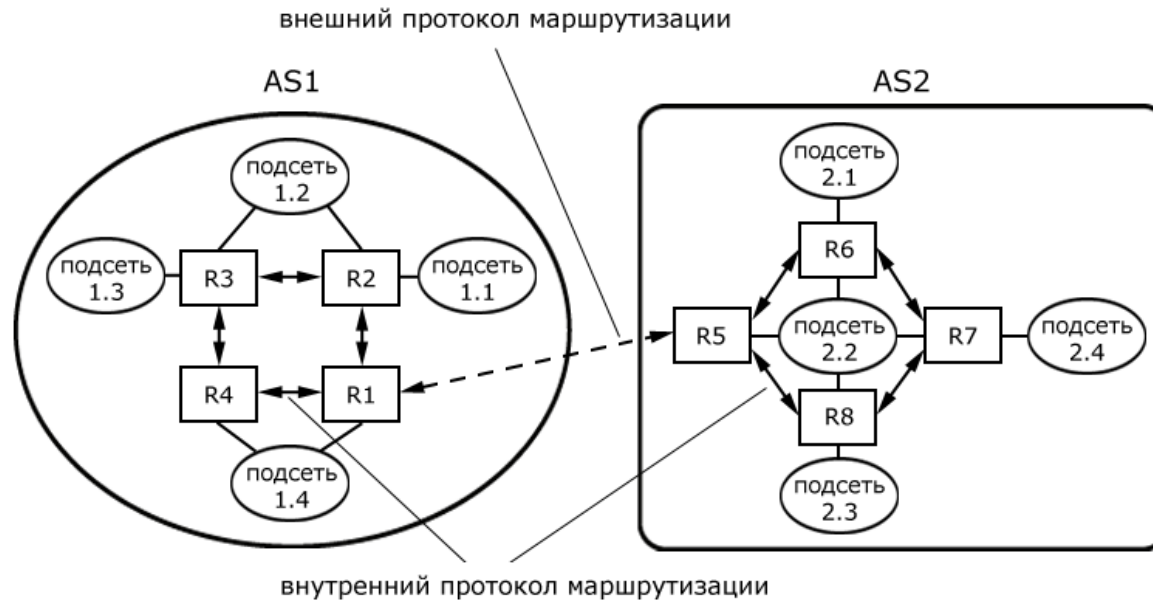 внешний протокол маршрутизации
AS1
AS2
подсеть
1.2
подсеть
1.3
R3
R2
подсеть
1.1
R4
R1
подсеть
1.4
подсеть
2.1
R6
R5
подсеть
2.2
R7
подсеть
2.4
R8
подсеть
2.3
внутренний протокол маршрутизации